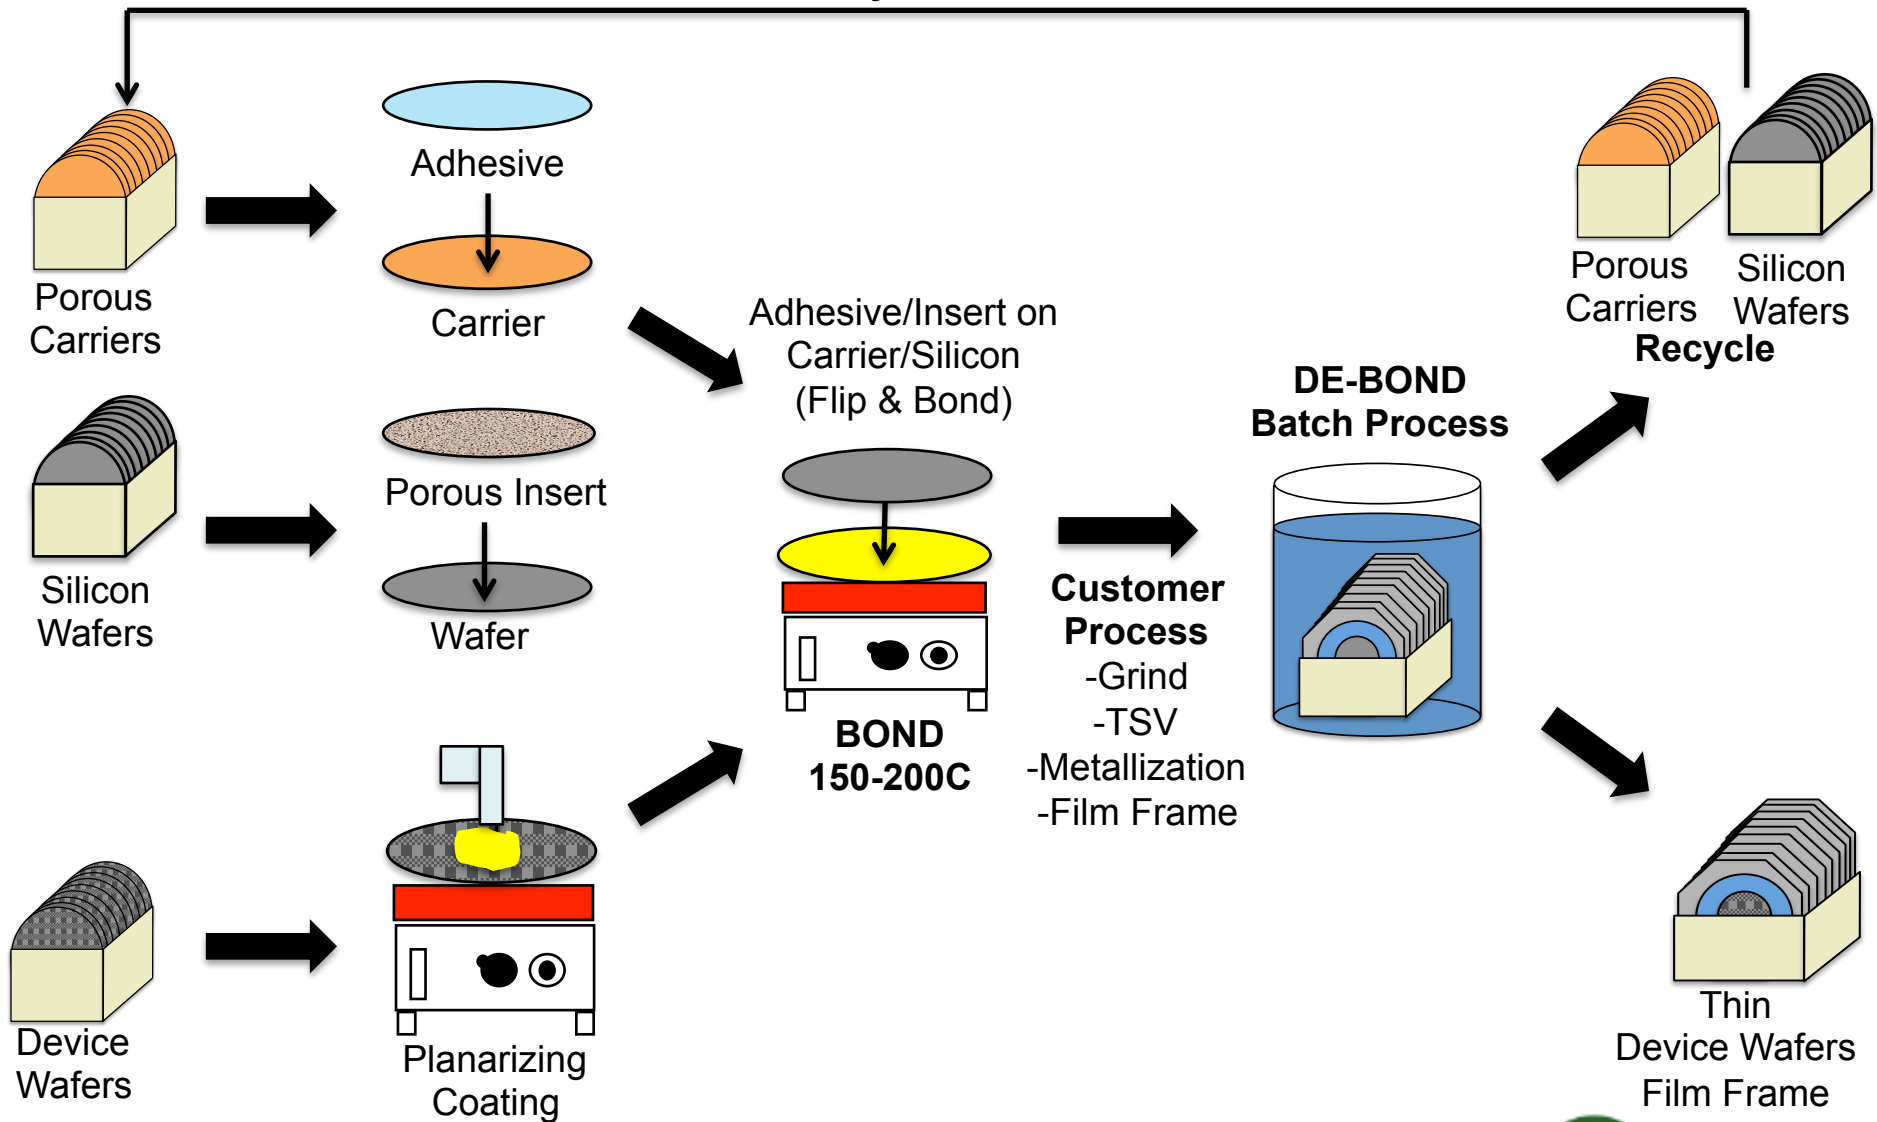 Adhesive
Carrier
Porous
Carriers
Porous Insert
Wafer
Silicon
Wafers
Device
Wafers
Planarizing
Coating
Adhesive/Insert on
Carrier/Silicon
(Flip & Bond)
BOND
150-200C
Customer
Process
-Grind
-TSV
-Metallization
-Film Frame
DE-BOND
Batch Process
Porous
Carriers
Silicon
Wafers
Recycle
Thin
Device Wafers
Film Frame